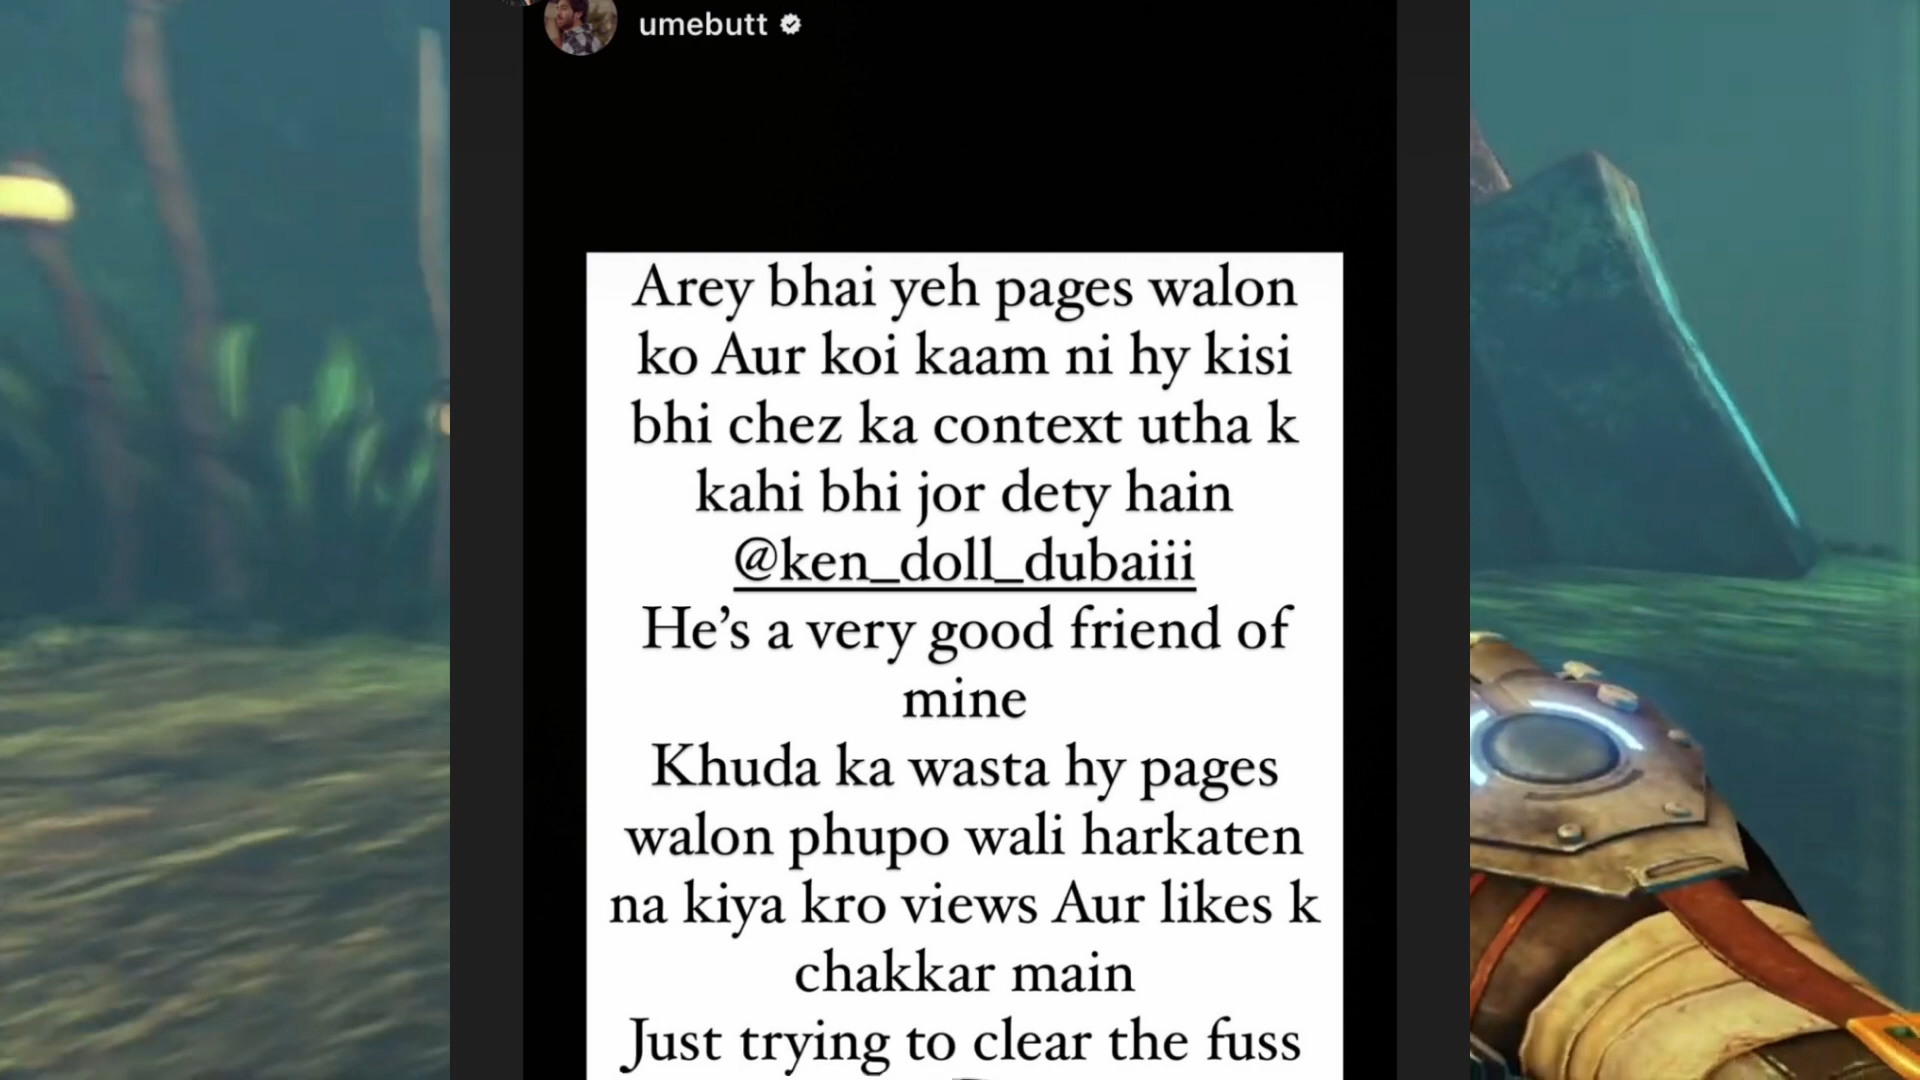 umebutt
Arey bhai yeh pages walon
ko Aur koi kaam ni hy kisi
bhi chez ka context utha k
kahi bhi jor dety hain
@ken_doll_dubaiii
He’s a very good friend of
mine
Khuda ka wasta hy pages
walon phupo wali harkaten
na kiya kro views Aur likes k
chakkar main
Just trying to clear the fuss